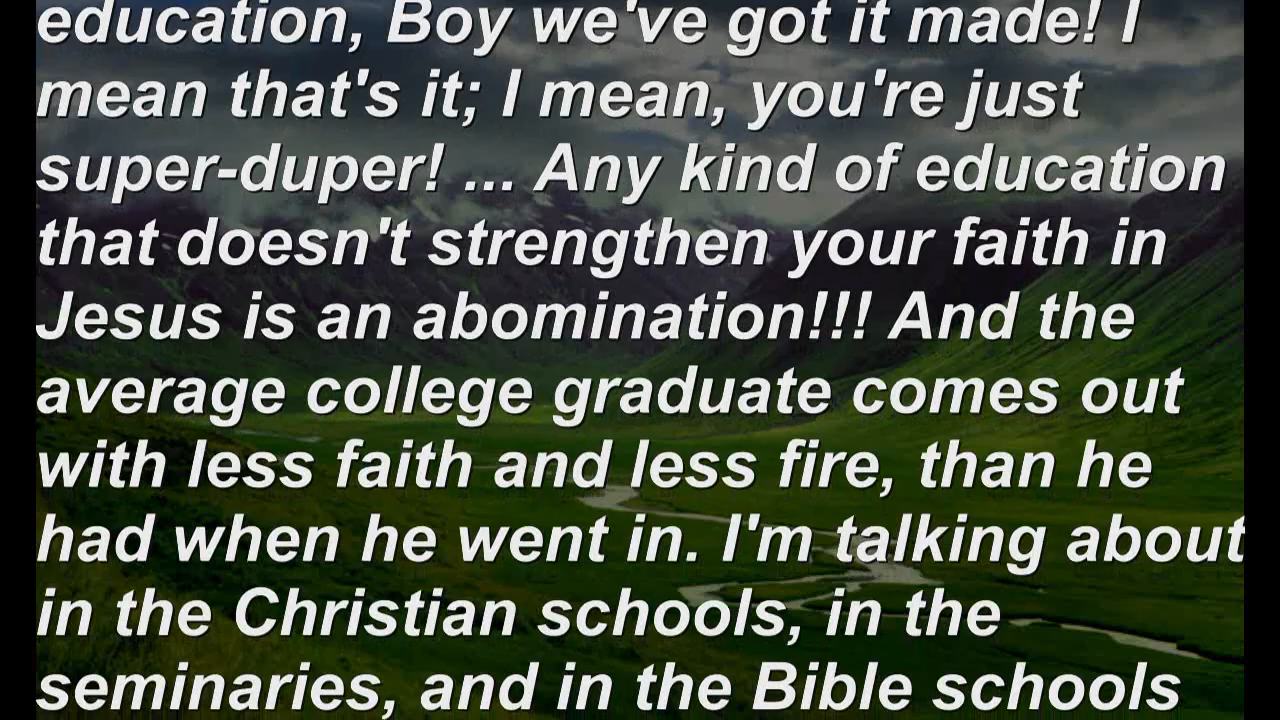 education, Boy we've got it made! I
mean that's it; I mean, you're just
super-duper! ... Any kind of education
that doesn't strengthen your faith in
Jesus is an abomination!!! And the
average college graduate comes out
with less faith and less fire, than he
had when he went in. I'm talking about
in the Christian schools, in the
seminaries, and in the Bible schools